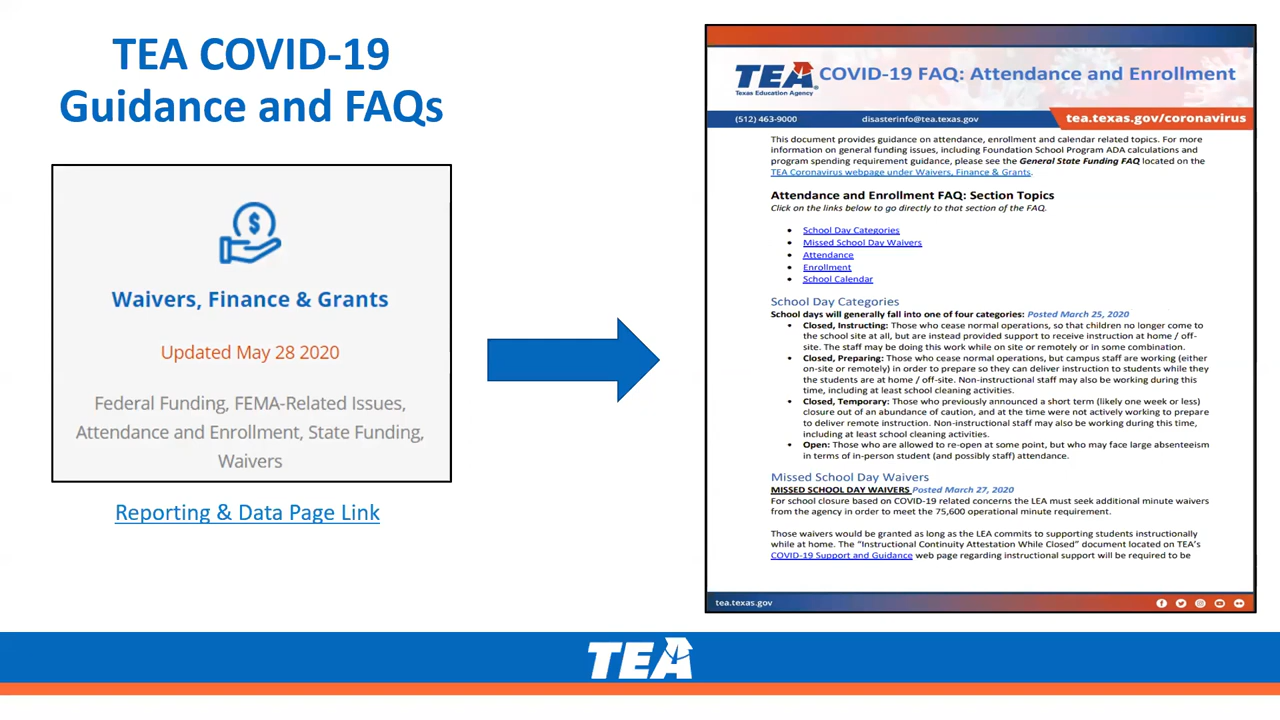 TEA COVID-19
Guidance and FAQs
Waivers, Finance & Grants
Updated May 28 2020
Federal Funding, FEMA-Related Issues,
Attendance and Enrollment, State Funding,
Waivers
Reporting & Data Page Link
TEA
Texas Education Agency
COVID-19 FAQ: Attendance and Enrollment
(512) 463-9000 disasterinfo@tea.texas.gov tea.texas.gov/coronavirus
This document provides guidance on attendance, enrollment and calendar related topics. For more
information on general funding issues, including Foundation School Program ADA calculations and
program spending requirement guidance, please see the General State Funding FAQ located on the
TEA Coronavirus webpage under Waivers, Finance & Grants.
Attendance and Enrollment FAQ: Section Topics
Click on the links below to go directly to that section of the FAQ.
• School Day Categories
• Missed School Day Waivers
• Attendance
• Enrollment
• School Calendar
School Day Categories
School days will generally fall into one of four categories: Posted March 25, 2020
• Closed, Instructing: Those who cease normal operations, so that children no longer come to
the school site at all, but are instead provided support to receive instruction at home / off-
site. The staff may be doing this work while on site or remotely or in some combination.
• Closed, Preparing: Those who cease normal operations, but campus staff are working (either
on-site or remotely) in order to prepare so they can deliver instruction to students while they
the students are at home / off-site. Non-instructional staff may also be working during this
time, including at least school cleaning activities.
• Closed, Temporary: Those who previously announced a short term (likely one week or less)
closure out of an abundance of caution, and at the time were not actively working to prepare
to deliver remote instruction. Non-instructional staff may also be working during this time,
including at least school cleaning activities.
• Open: Those who are allowed to re-open at some point, but who may face large absenteeism
in terms of in-person student (and possibly staff) attendance.
Missed School Day Waivers
MISSED SCHOOL DAY WAIVERS Posted March 27, 2020
For school closure based on COVID-19 related concerns the LEA must seek additional minute waivers
from the agency in order to meet the 75,600 operational minute requirement.
Those waivers would be granted as long as the LEA commits to supporting students instructionally
while at home. The “Instructional Continuity Attestation While Closed” document located on TEA’s
COVID-19 Support and Guidance web page regarding instructional support will be required to be
tea.texas.gov
TEA